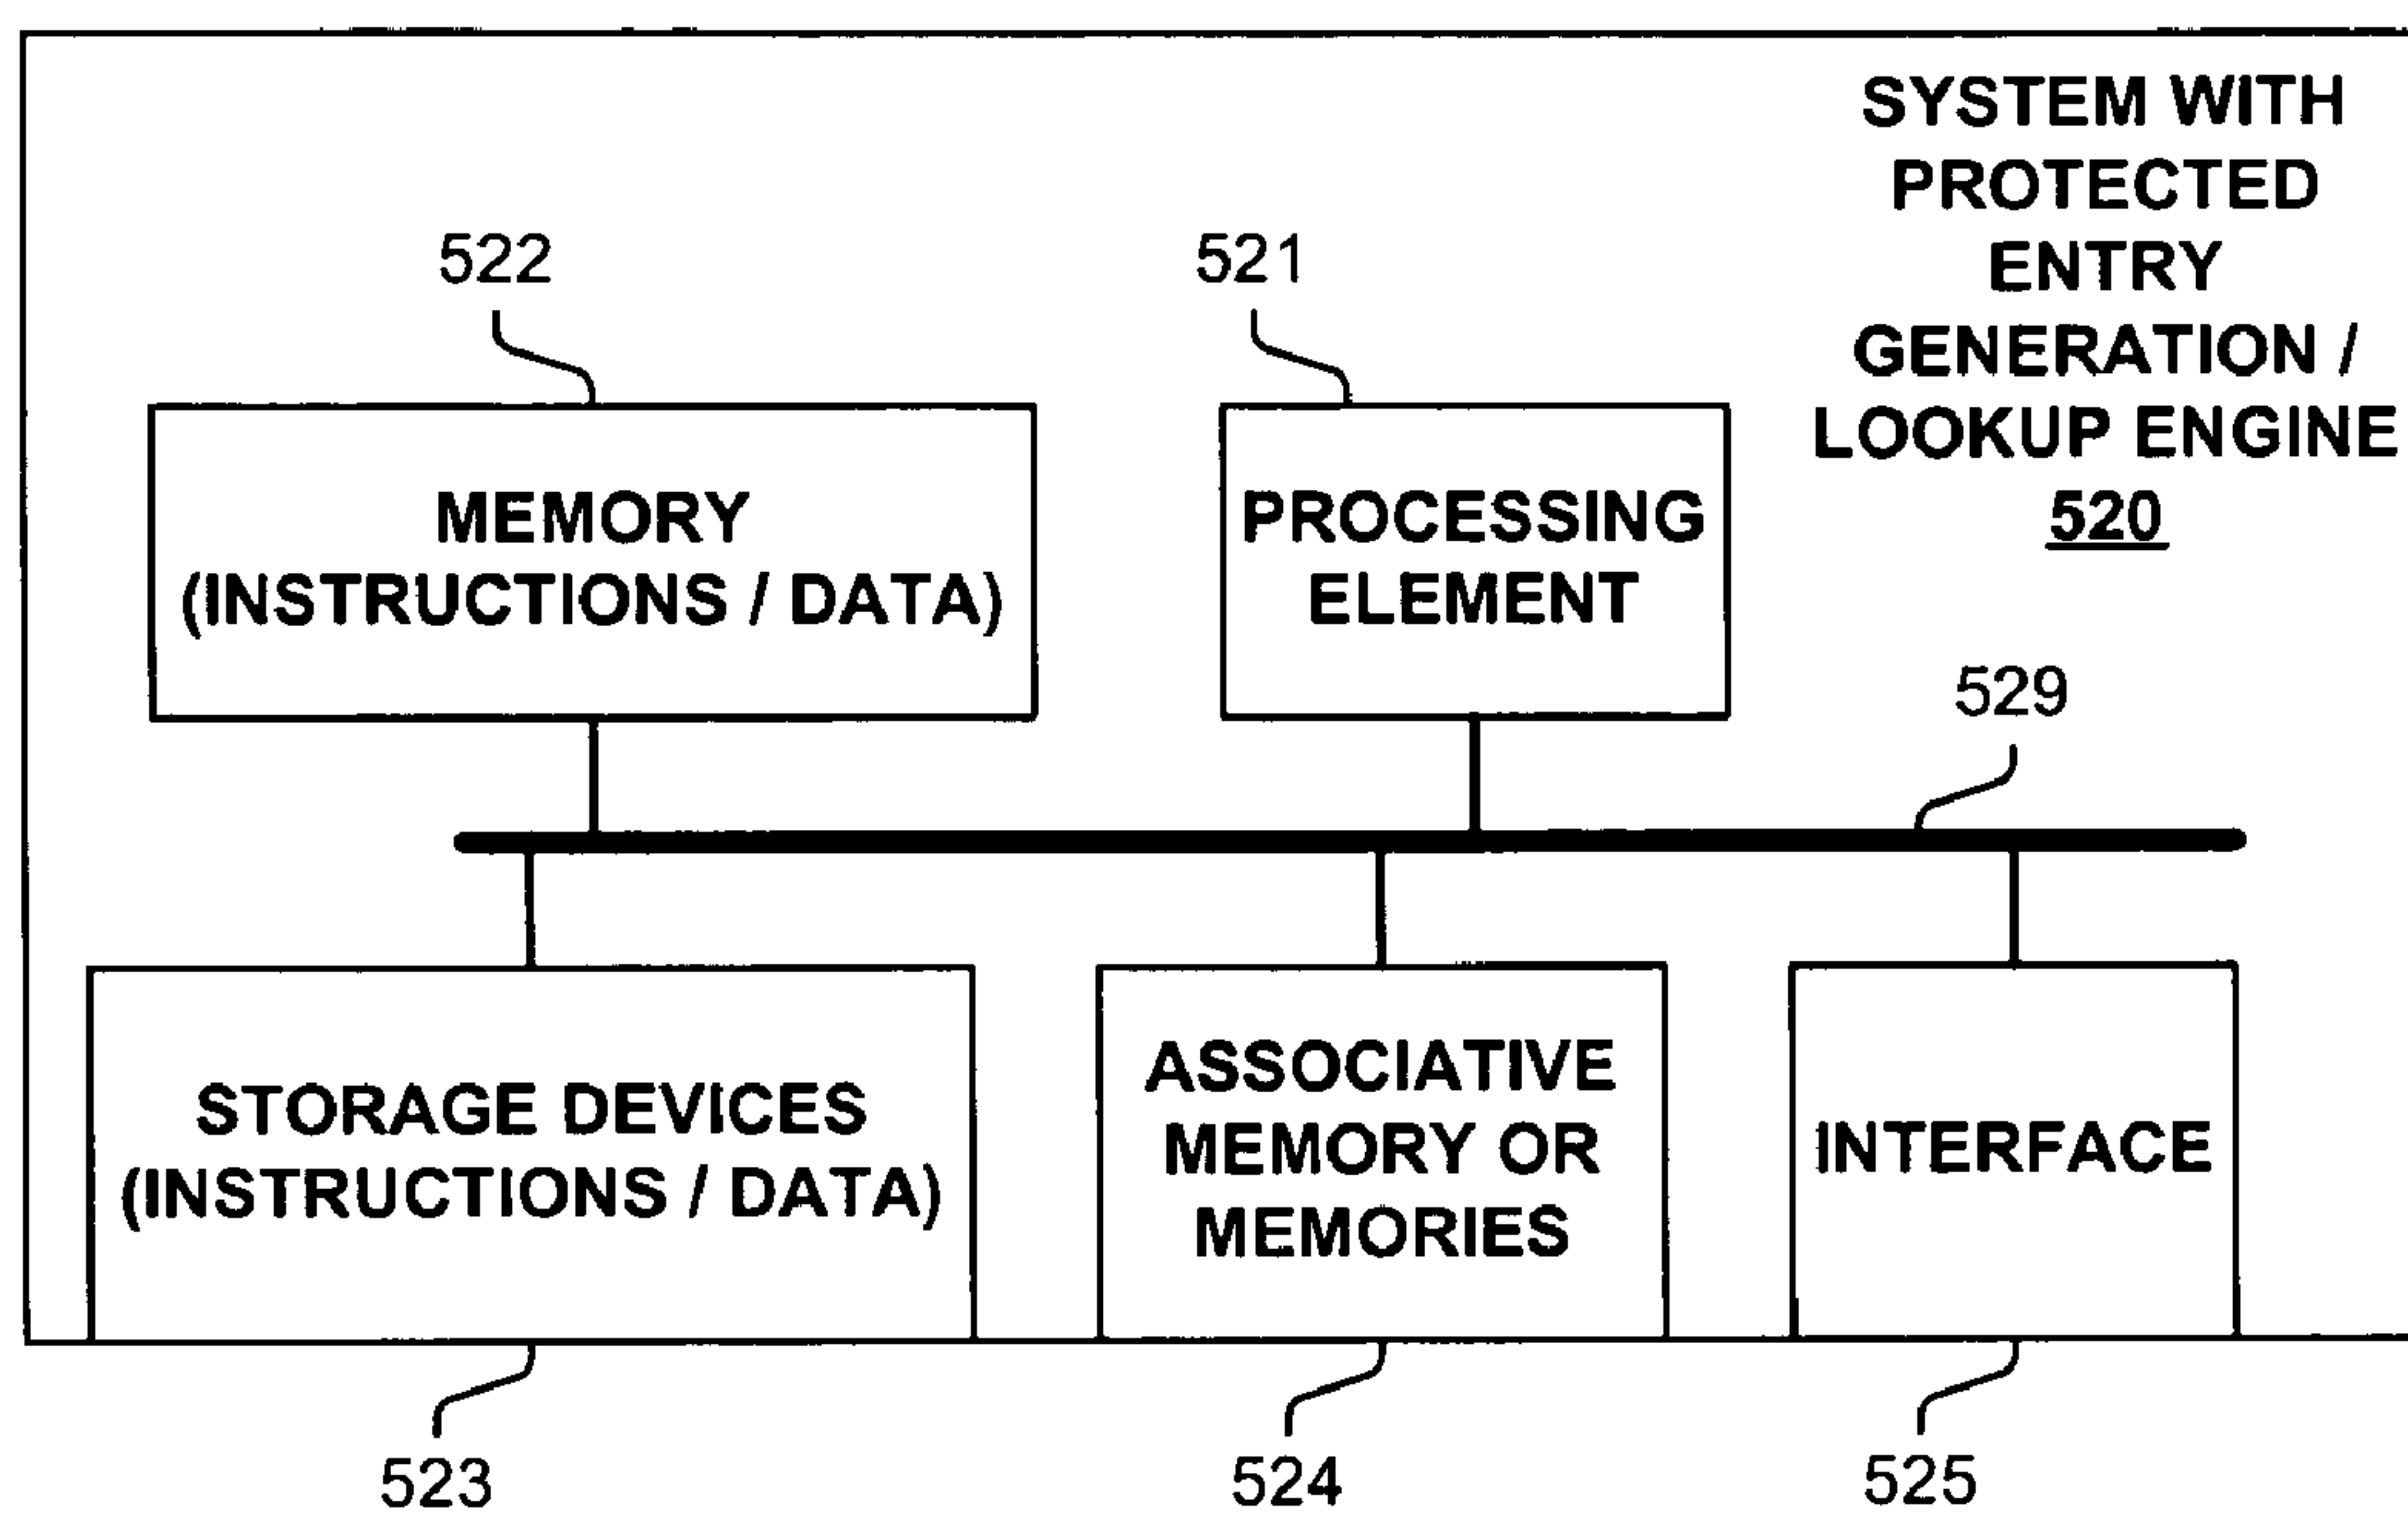 SYSTEM WITH
PROTECTED
ENTRY
GENERATION /
LOOKUP ENGINE
520
522
521
MEMORY
(INSTRUCTIONS / DATA)
PROCESSING
ELEMENT
529
STORAGE DEVICES
(INSTRUCTIONS / DATA)
ASSOCIATIVE
MEMORY OR
MEMORIES
INTERFACE
523
524
525